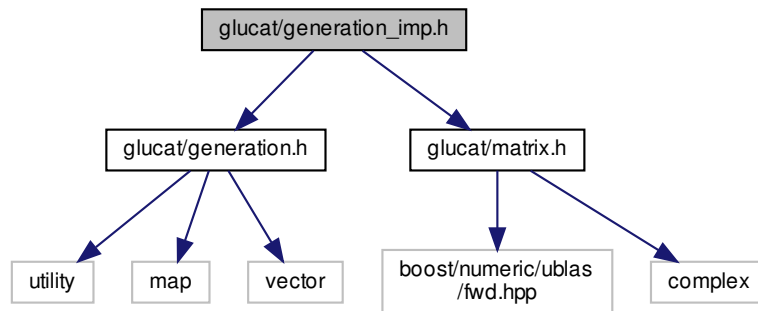 glucat/generation_imp.h
glucat/generation.h
glucat/matrix.h
utility
map
vector
boost/numeric/ublas
/fwd.hpp
complex